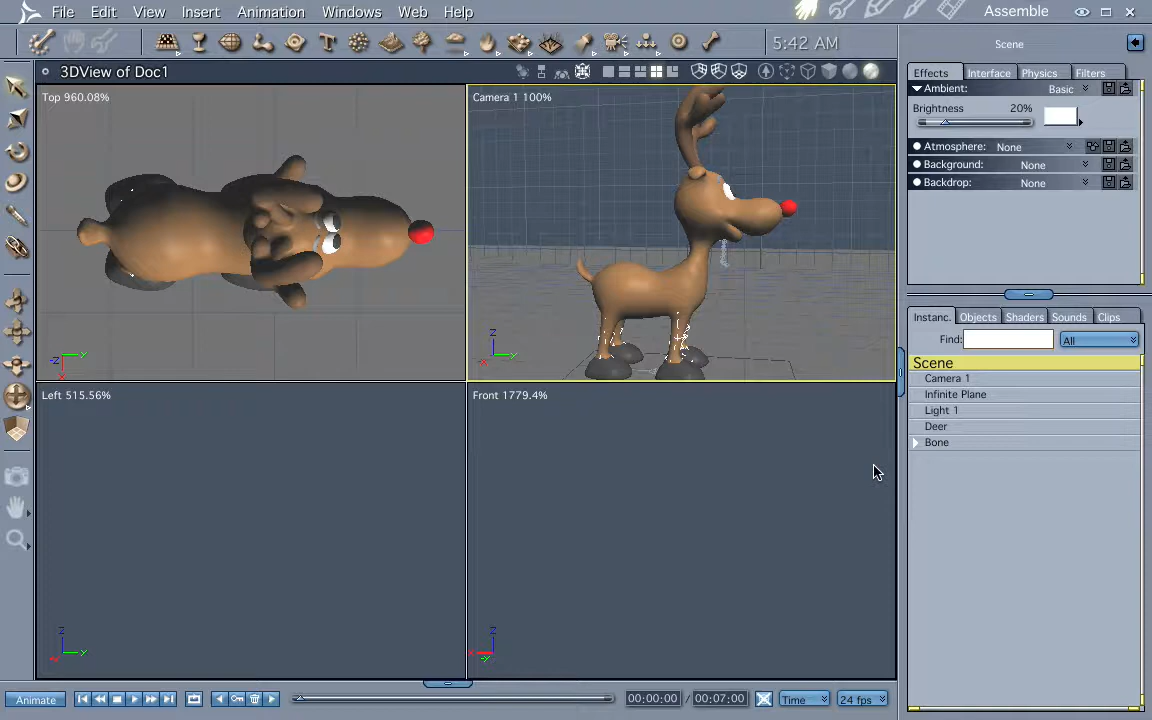 File Edit View Insert Animation Windows Web Help Assemble
5:42 AM
Scene
3DView of Doc1
Effects Interface Physics Filters
Ambient: Basic
Brightness 20%
Atmosphere: None
Background: None
Backdrop: None
Top 960.08%
Camera 1 100%
Left 515.56%
Front 1779.4%
Instanc. Objects Shaders Sounds Clips
Find: All
Scene
Camera 1
Infinite Plane
Light 1
Deer
Bone
Animate 00:00:00 / 00:07:00 Time 24 fps